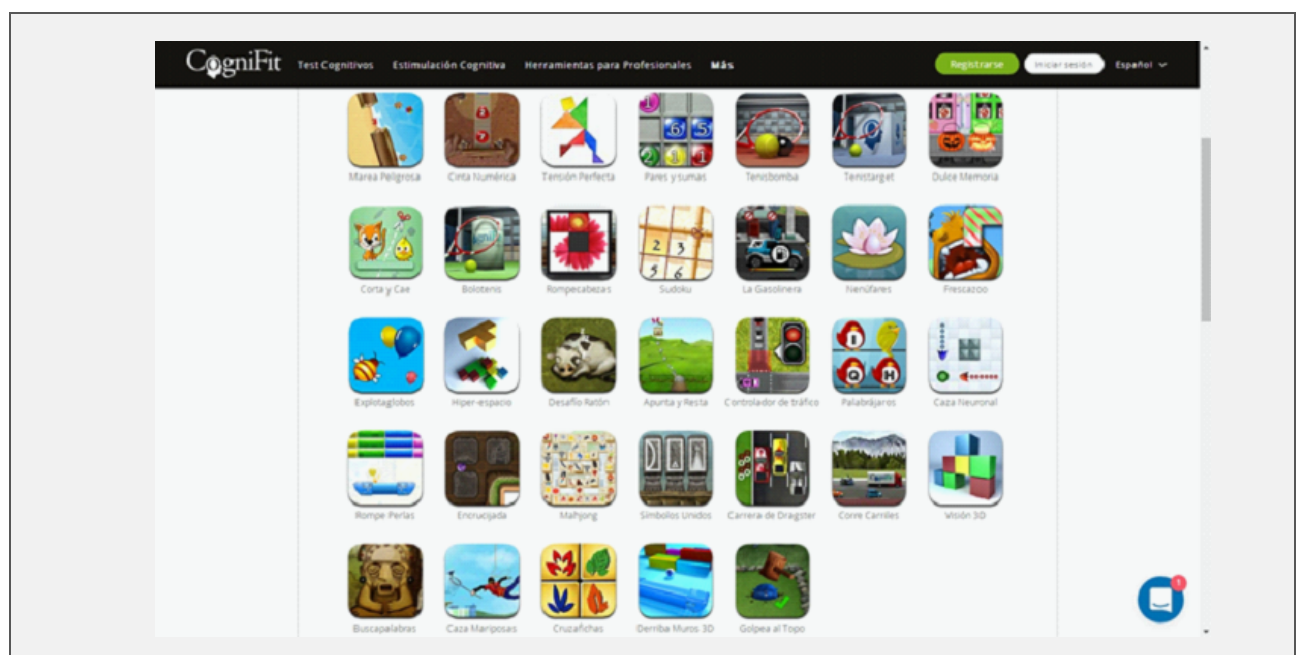 CogniFit Test Cognitivos Estimulación Cognitiva Herramientas para Profesionales Más Registrarse Iniciar sesión Español
Marea Peligrosa Cinta Numérica Tensión Perfecta Pares y sumas Tenisbomba Tenistarget Dulce Memoria
Corta y Cae Bolotenis Rompecabezas Sudoku La Gasolinera Nenúfares Frescazoo
Explotaglobos Hiper-espacio Desafío Ratón Apunta y Resta Controlador de tráfico Palabrájaros Caza Neuronal
Rompe Perlas Encrucijada Mahjong Símbolos Unidos Carrera de Dragster Corre Carriles Visión 3D
Buscapalabras Caza Mariposas Cruzafichas Derriba Muros 3D Golpea al Topo
1